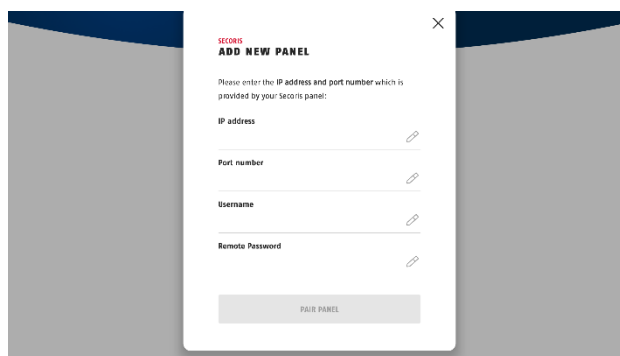 SECORIS
ADD NEW PANEL
Please enter the IP address and port number which is
provided by your Secoris panel:
IP address
Port number
Username
Remote Password
PAIR PANEL